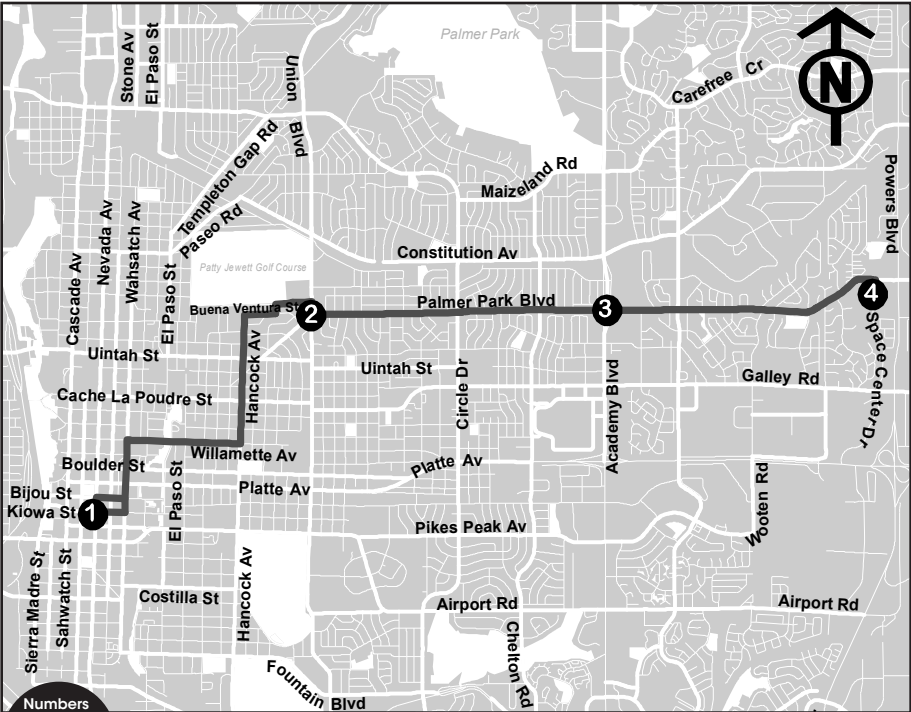 Stone Av
El Paso St
Union
Blvd
Palmer Park
Carefree Cr
N
Templeton Gap Rd
Paseo Rd
Maizeland Rd
Powers Blvd
Cascade Av
Nevada Av
Wahsatch Av
El Paso St
Constitution Av
Patty Jewett Golf Course
Buena Ventura St
2
Palmer Park Blvd
3
4
Uintah St
Hancock Av
Uintah St
Circle Dr
Academy Blvd
Galley Rd
Space Center Dr
Cache La Poudre St
Willamette Av
Boulder St
El Paso St
Platte Av
Platte Av
Wooten Rd
Bijou St
Kiowa St
1
Pikes Peak Av
Sierra Madre St
Sahwatch St
Costilla St
Hancock Av
Airport Rd
Airport Rd
Chelton Rd
Fountain Blvd
Numbers